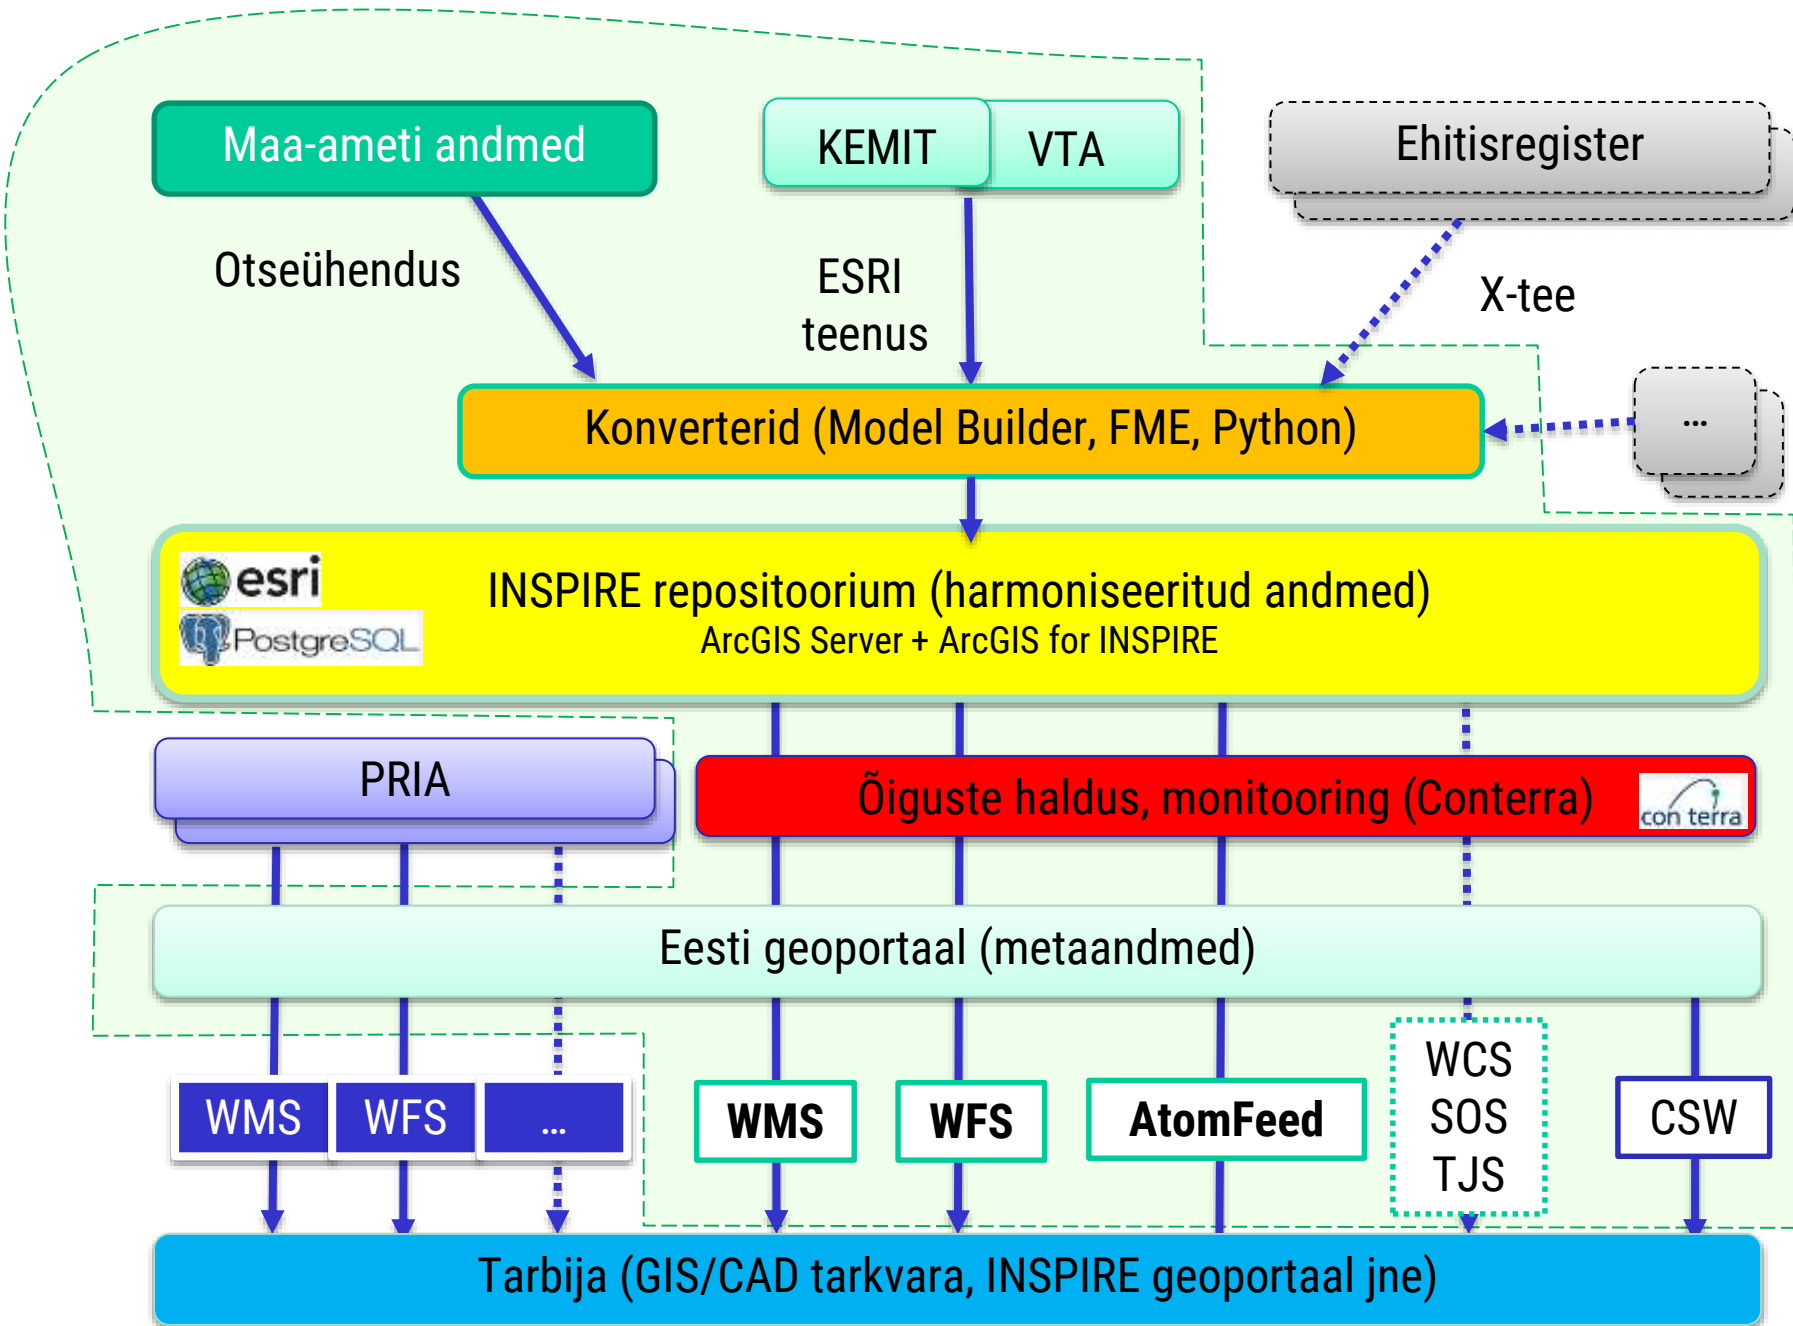 Maa-ameti andmed
KEMIT
VTA
Ehitisregister
Otseühendus
ESRI
teenus
X-tee
Konverterid (Model Builder, FME, Python)
...
esri
PostgreSQL
INSPIRE repositoorium (harmoniseeritud andmed)
ArcGIS Server + ArcGIS for INSPIRE
PRIA
Õiguste haldus, monitooring (Conterra)
con terra
Eesti geoportaal (metaandmed)
WMS
WFS
...
WMS
WFS
AtomFeed
WCS
SOS
TJS
CSW
Tarbija (GIS/CAD tarkvara, INSPIRE geoportaal jne)